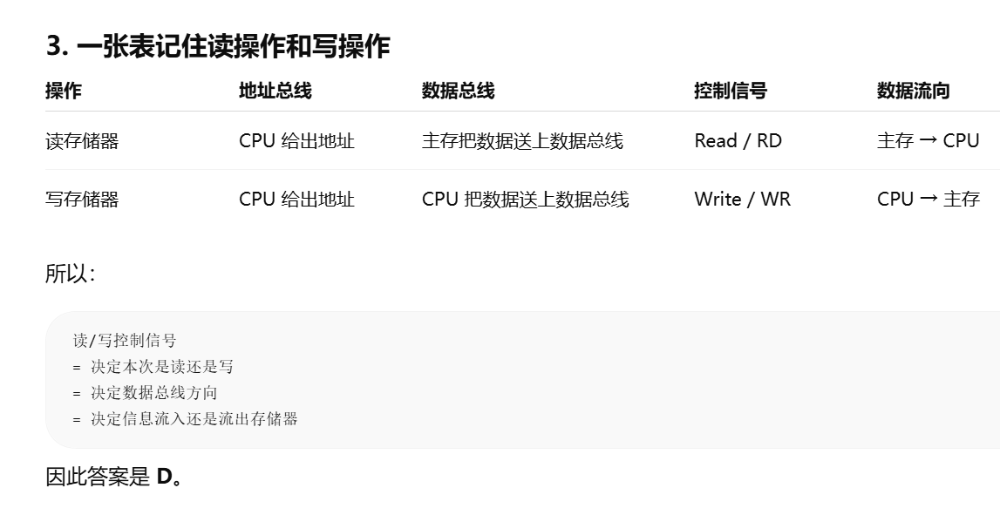 3. 一张表记住读操作和写操作
操作 地址总线 数据总线 控制信号 数据流向
读存储器 CPU 给出地址 主存把数据送上数据总线 Read / RD 主存 → CPU
写存储器 CPU 给出地址 CPU 把数据送上数据总线 Write / WR CPU → 主存
所以：
读/写控制信号
= 决定本次是读还是写
= 决定数据总线方向
= 决定信息流入还是流出存储器
因此答案是 D。